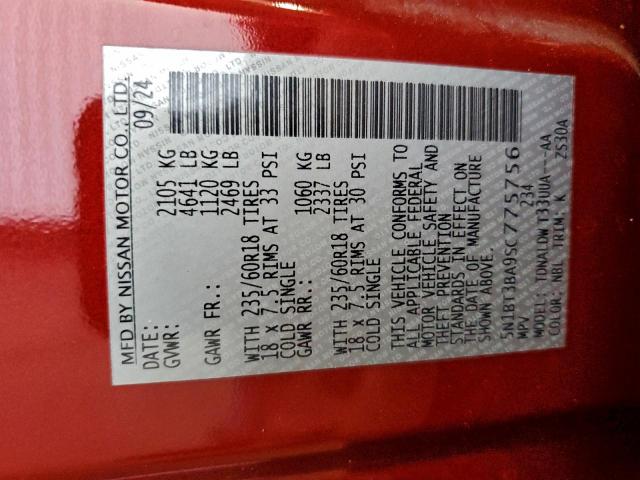 MFD BY NISSAN MOTOR CO., LTD.
DATE: 09/24
GVWR: 2105 KG
4641 LB
GAWR FR.: 1120 KG
2469 LB
WITH 235/60R18 TIRES
18 x 7.5 RIMS AT 33 PSI
COLD SINGLE
GAWR RR.: 1060 KG
2337 LB
WITH 235/60R18 TIRES
18 x 7.5 RIMS AT 30 PSI
COLD SINGLE
THIS VEHICLE CONFORMS TO
ALL APPLICABLE FEDERAL
MOTOR VEHICLE SAFETY AND
THEFT PREVENTION
STANDARDS IN EFFECT ON
THE DATE OF MANUFACTURE
SHOWN ABOVE.
5N1BT3BA9SC775756
MPV 234
MODEL: TDNALDW T33UUA---AA
COLOR: NBL TRIM: K ZS30A